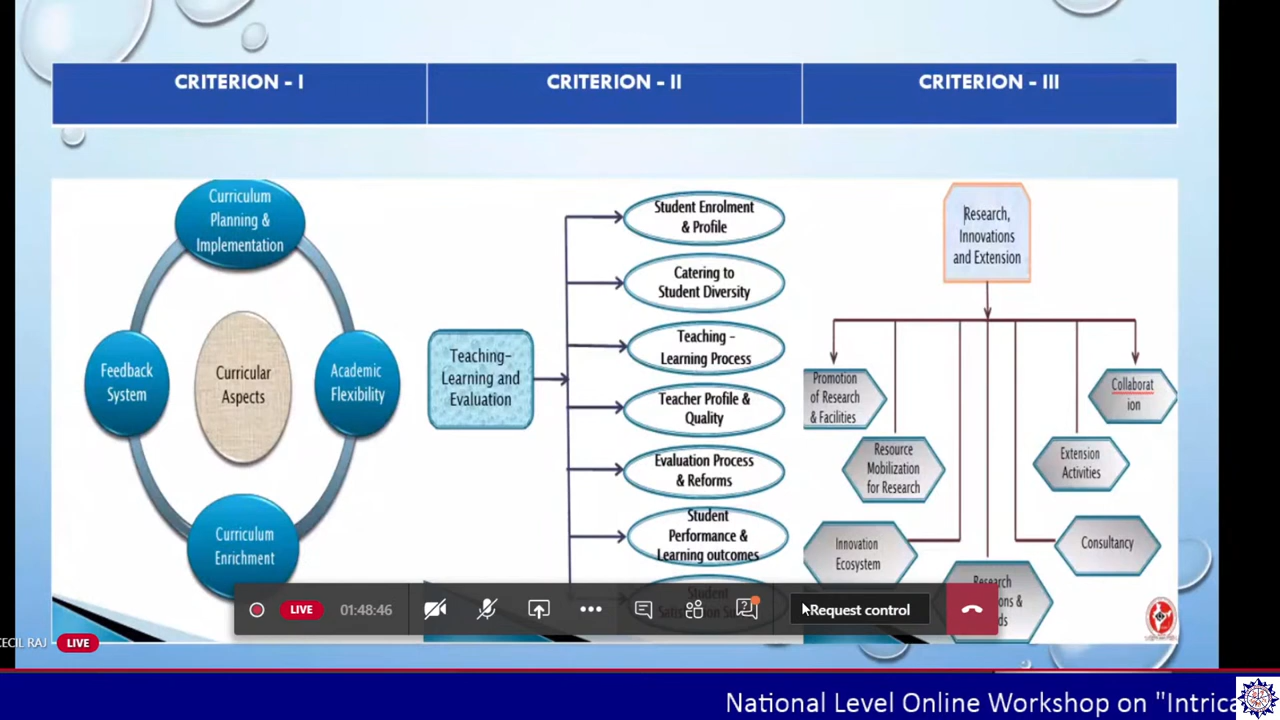 CRITERION - I
CRITERION - II
CRITERION - III
Curriculum
Planning &
Implementation
Feedback
System
Curricular
Aspects
Academic
Flexibility
Curriculum
Enrichment
Teaching-
Learning and
Evaluation
Student Enrolment
& Profile
Catering to
Student Diversity
Teaching -
Learning Process
Teacher Profile &
Quality
Evaluation Process
& Reforms
Student
Performance &
Learning outcomes
Student
Research,
Innovations
and Extension
Promotion
of Research
& Facilities
Resource
Mobilization
for Research
Innovation
Ecosystem
Research
&
Consultancy
Extension
Activities
Collaborat
ion
LIVE
01:48:46
Request control
CECIL RAJ
LIVE
National Level Online Workshop on "Intrica